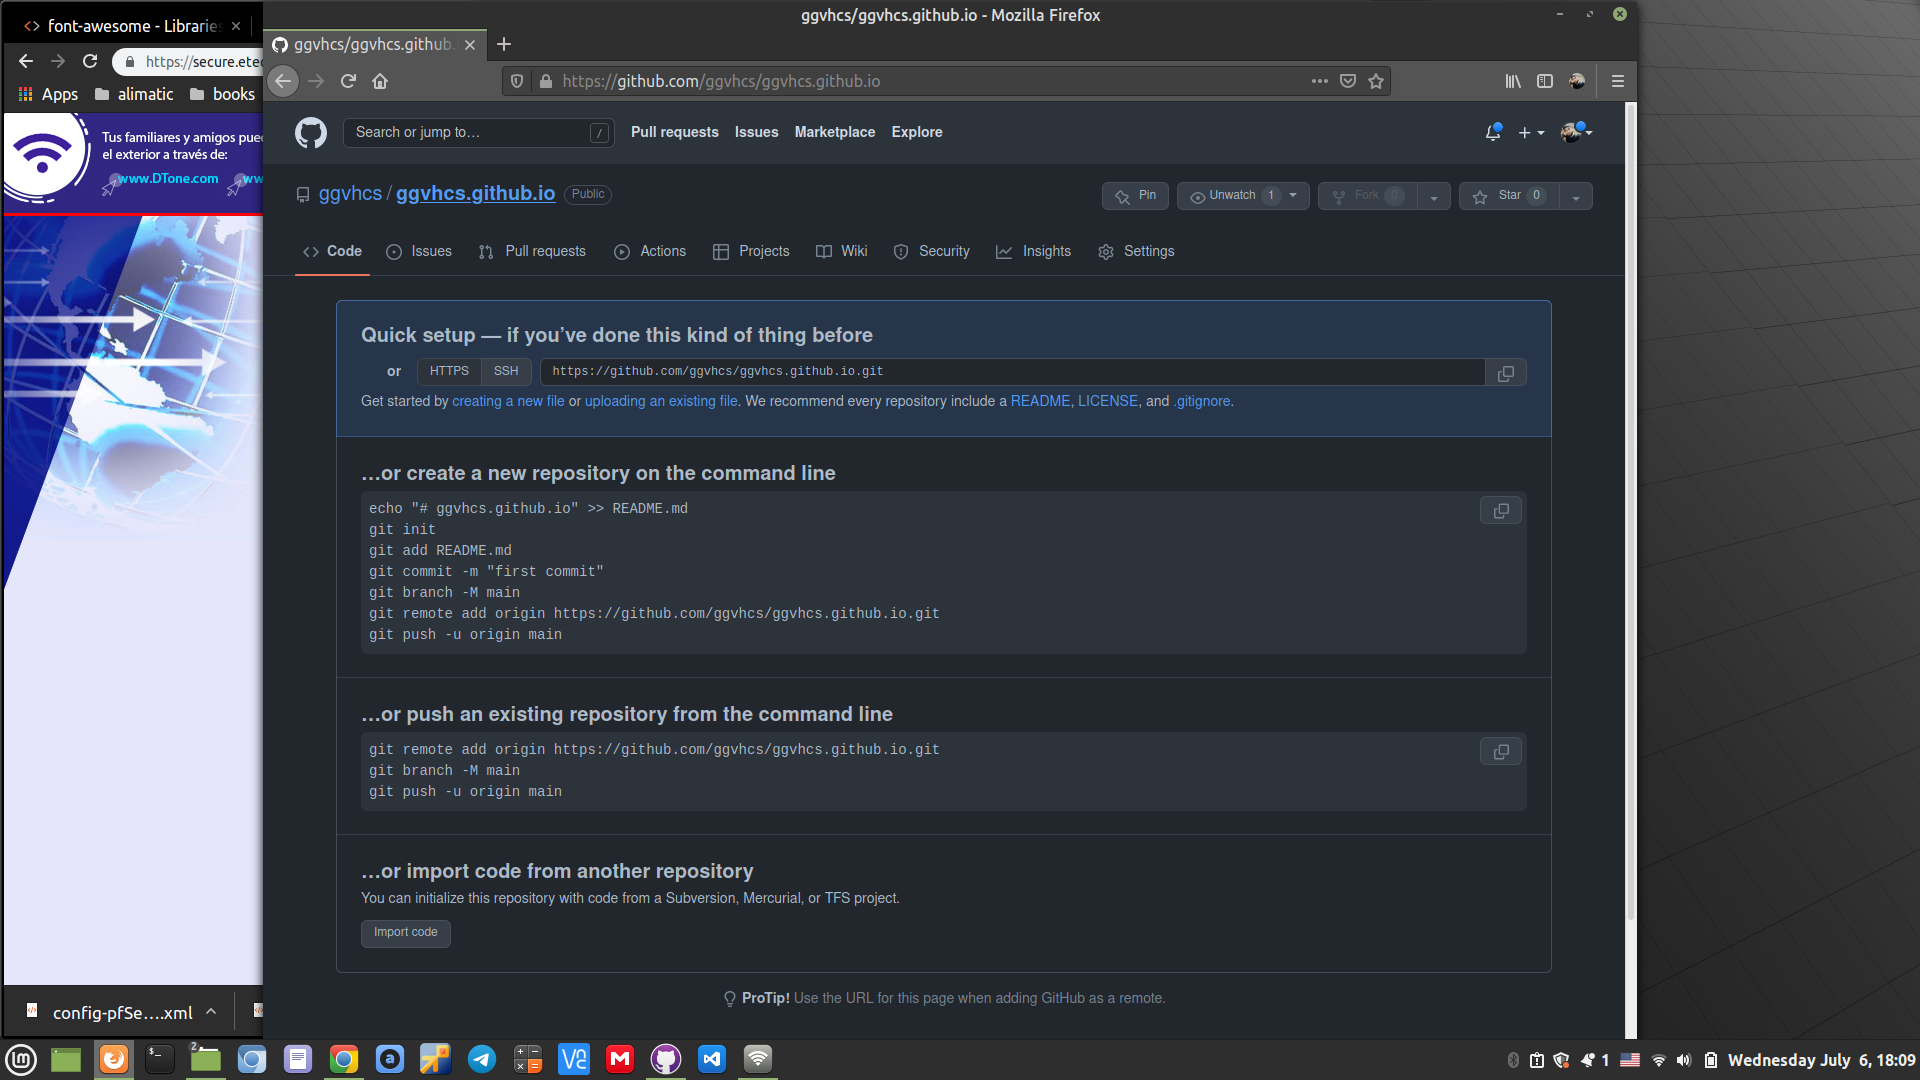 font-awesome - Libraries
https://secure.etec
Apps
alimatic
books
Tus familiares y amigos pue
el exterior a través de:
www.DTone.com
ww
config-pfSe....xml
ggvhcs/ggvhcs.github.io - Mozilla Firefox
ggvhcs/ggvhcs.github.
https://github.com/ggvhcs/ggvhcs.github.io
Search or jump to… /
Pull requests Issues Marketplace Explore
ggvhcs / ggvhcs.github.io Public
Pin Unwatch 1 Fork 0 Star 0
Code Issues Pull requests Actions Projects Wiki Security Insights Settings
Quick setup — if you’ve done this kind of thing before
or HTTPS SSH https://github.com/ggvhcs/ggvhcs.github.io.git
Get started by creating a new file or uploading an existing file. We recommend every repository include a README, LICENSE, and .gitignore.
…or create a new repository on the command line
echo "# ggvhcs.github.io" >> README.md
git init
git add README.md
git commit -m "first commit"
git branch -M main
git remote add origin https://github.com/ggvhcs/ggvhcs.github.io.git
git push -u origin main
…or push an existing repository from the command line
git remote add origin https://github.com/ggvhcs/ggvhcs.github.io.git
git branch -M main
git push -u origin main
…or import code from another repository
You can initialize this repository with code from a Subversion, Mercurial, or TFS project.
Import code
ProTip! Use the URL for this page when adding GitHub as a remote.
2
1
Wednesday July 6, 18:09